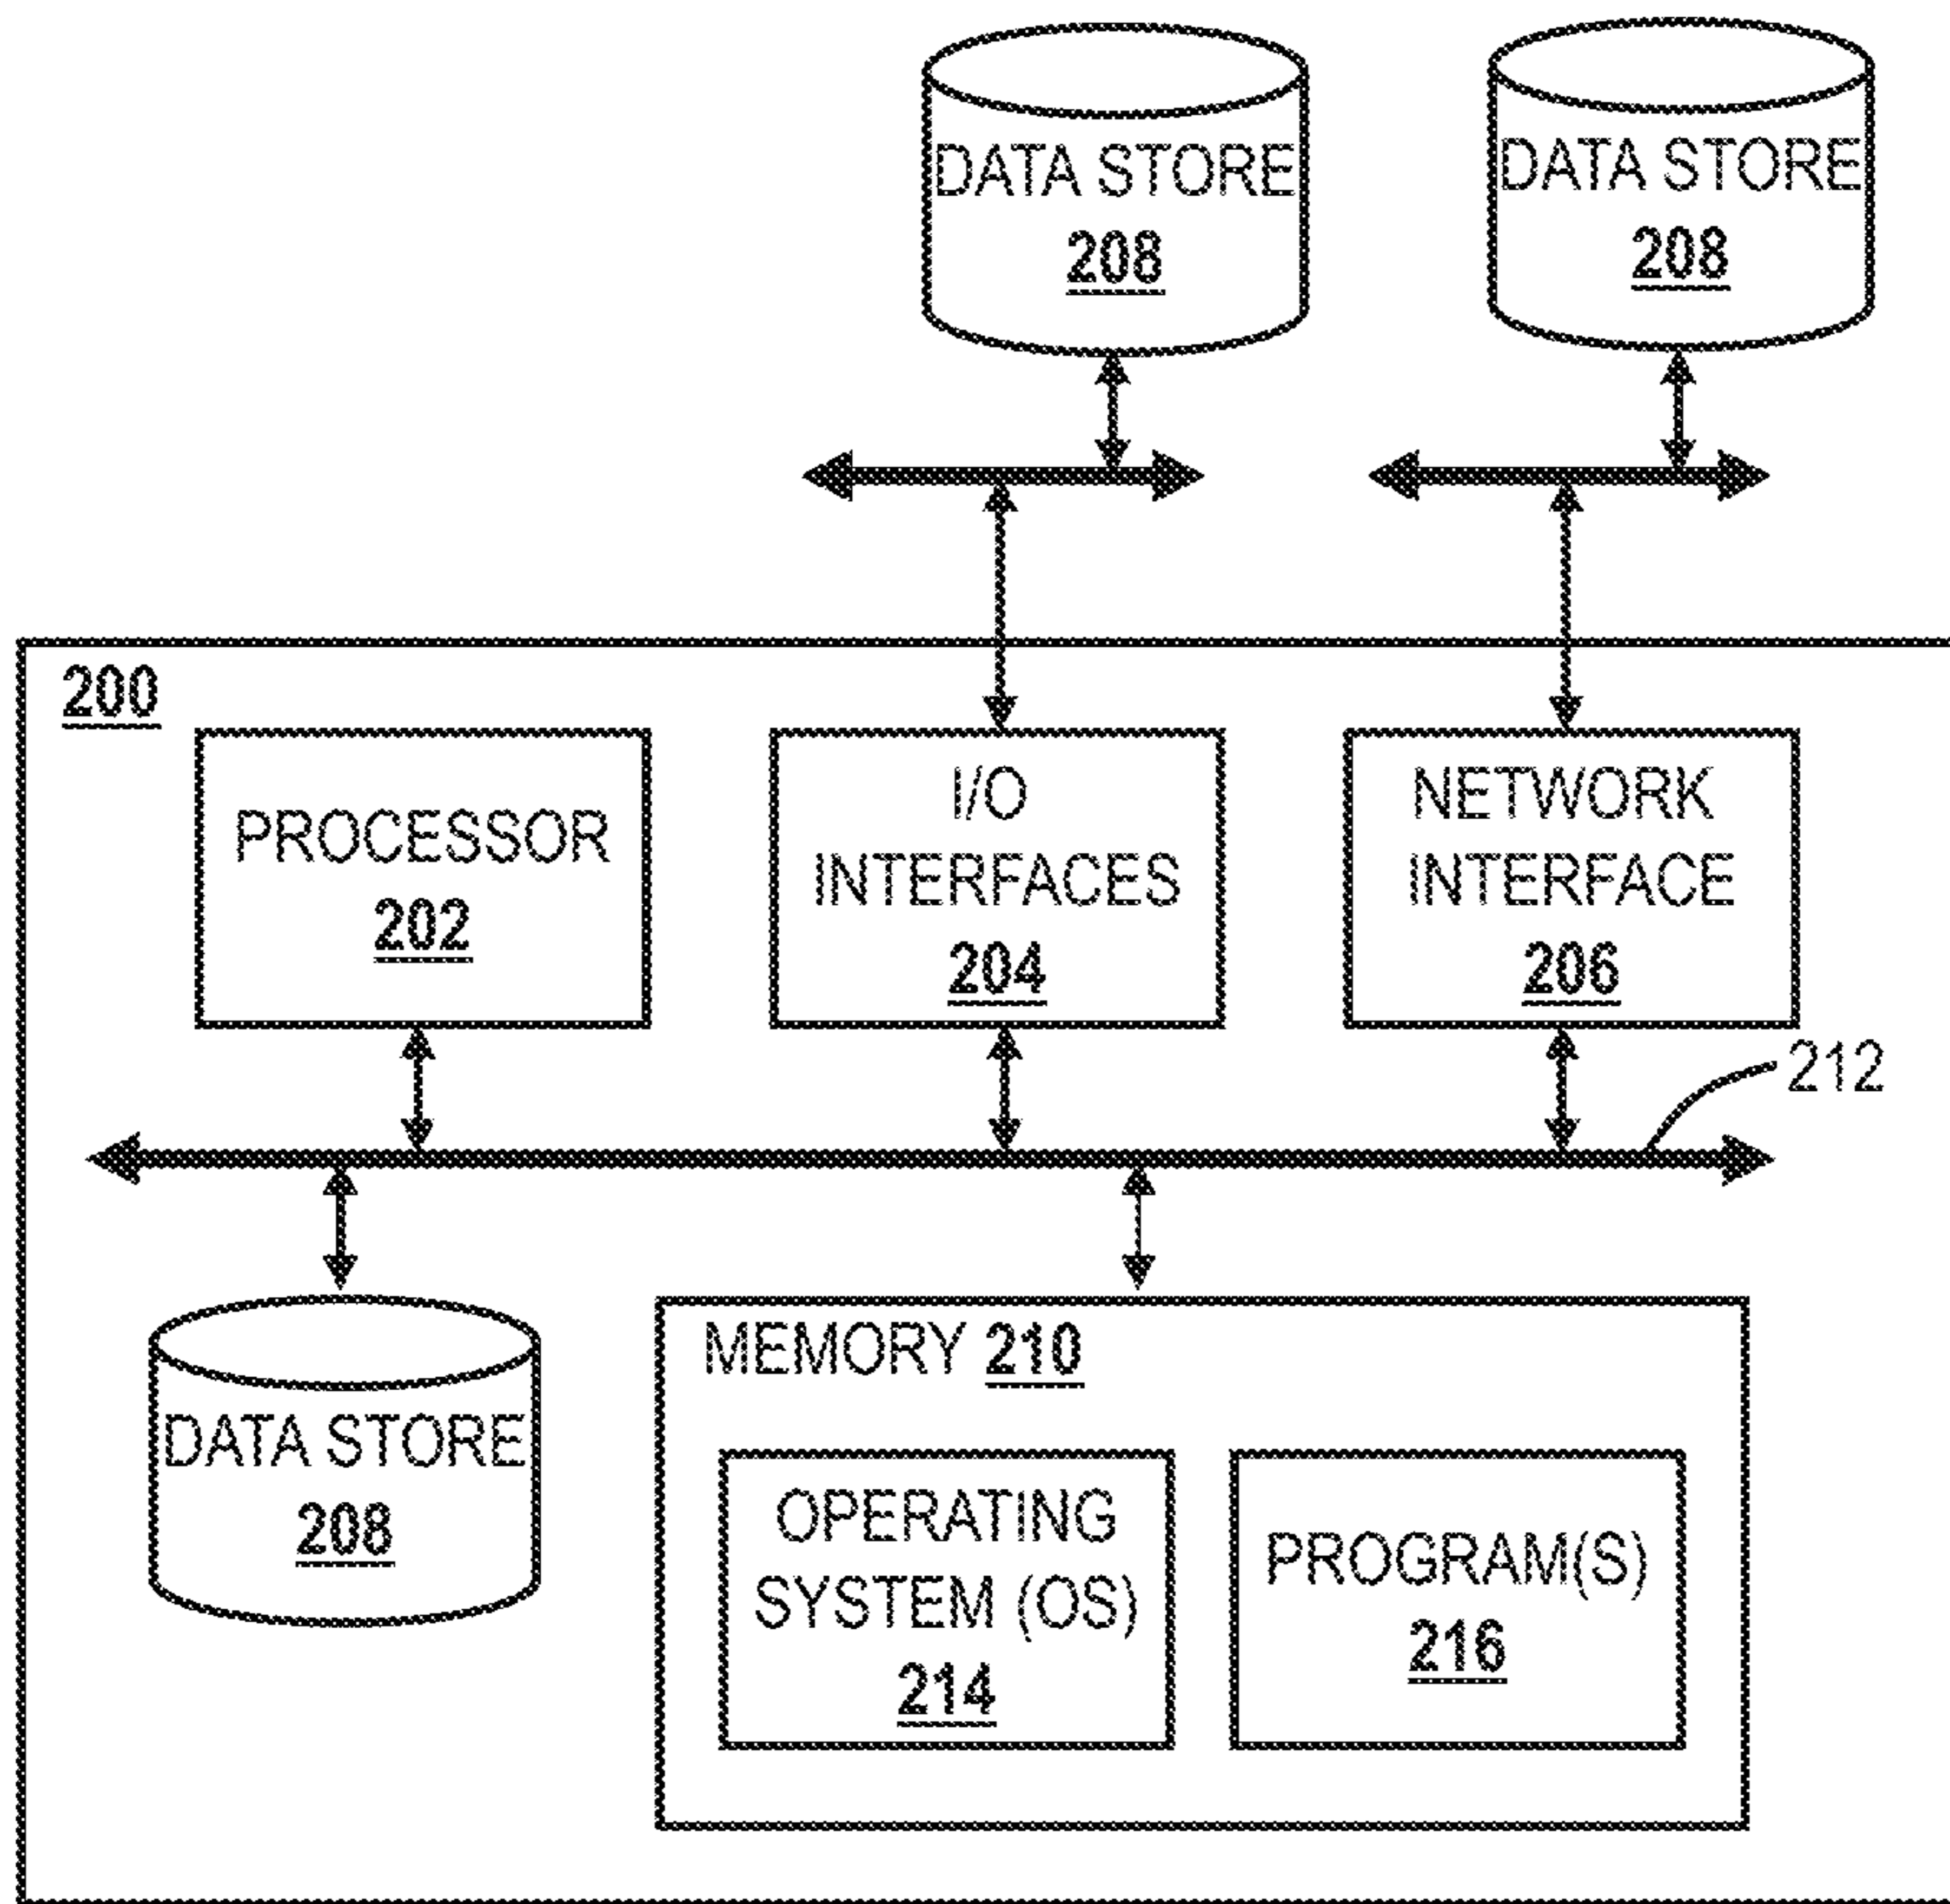 DATA STORE
208
DATA STORE
208
200
PROCESSOR
202
I/O
INTERFACES
204
NETWORK
INTERFACE
206
212
DATA STORE
208
MEMORY 210
OPERATING
SYSTEM (OS)
214
PROGRAM(S)
216